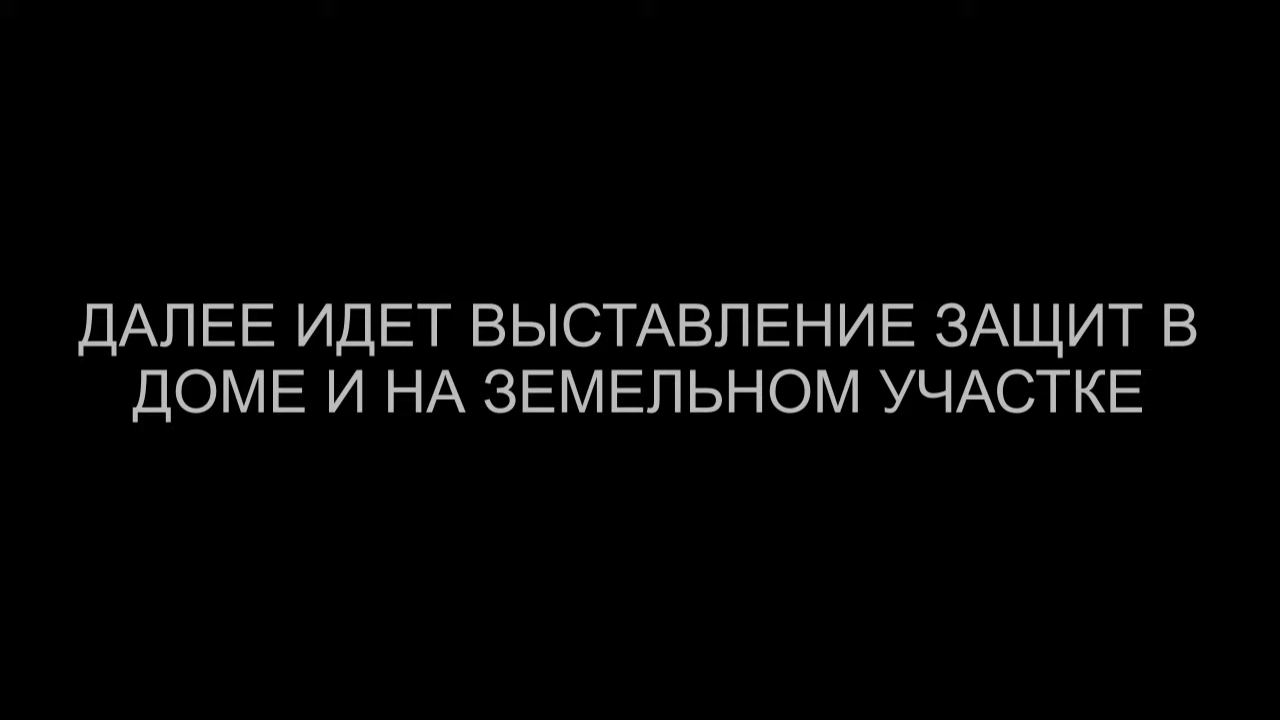 ДАЛЕЕ ИДЕТ ВЫСТАВЛЕНИЕ ЗАЩИТ В
ДОМЕ И НА ЗЕМЕЛЬНОМ УЧАСТКЕ